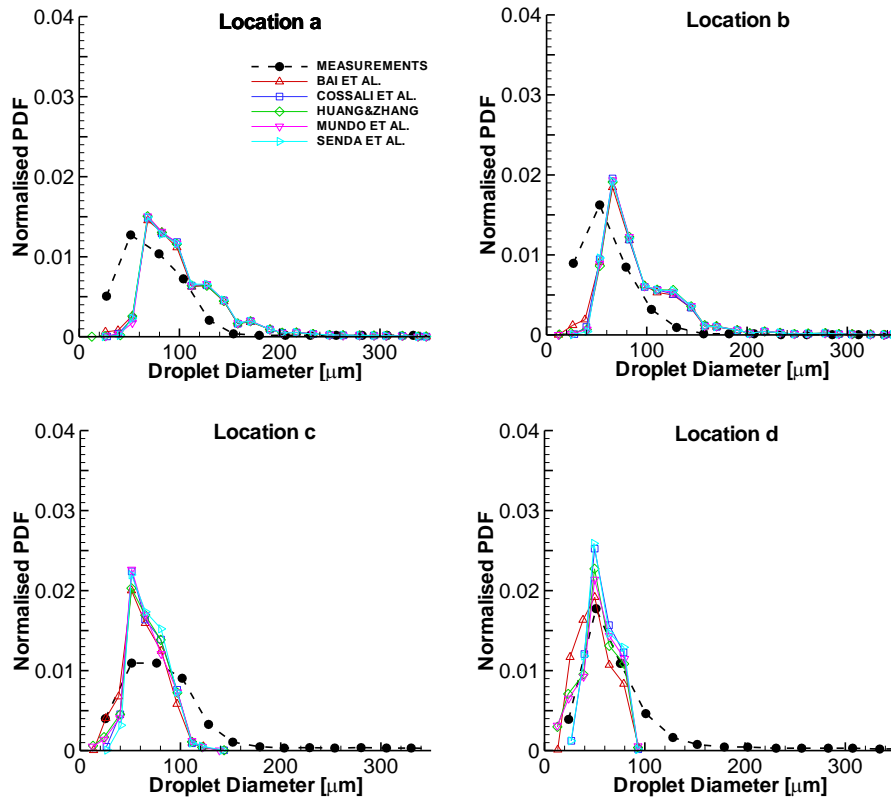 Location a
0.04
0.03
0.02
0.01
0
Normalised PDF
MEASUREMENTS
BAI ET AL.
COSSALI ET AL.
HUANG&ZHANG
MUNDO ET AL.
SENDA ET AL.
0 100 200 300
Droplet Diameter [μm]
Location b
0.04
0.03
0.02
0.01
0
Normalised PDF
0 100 200 300
Droplet Diameter [μm]
Location c
0.04
0.03
0.02
0.01
0
Normalised PDF
0 100 200 300
Droplet Diameter [μm]
Location d
0.04
0.03
0.02
0.01
0
Normalised PDF
0 100 200 300
Droplet Diameter [μm]